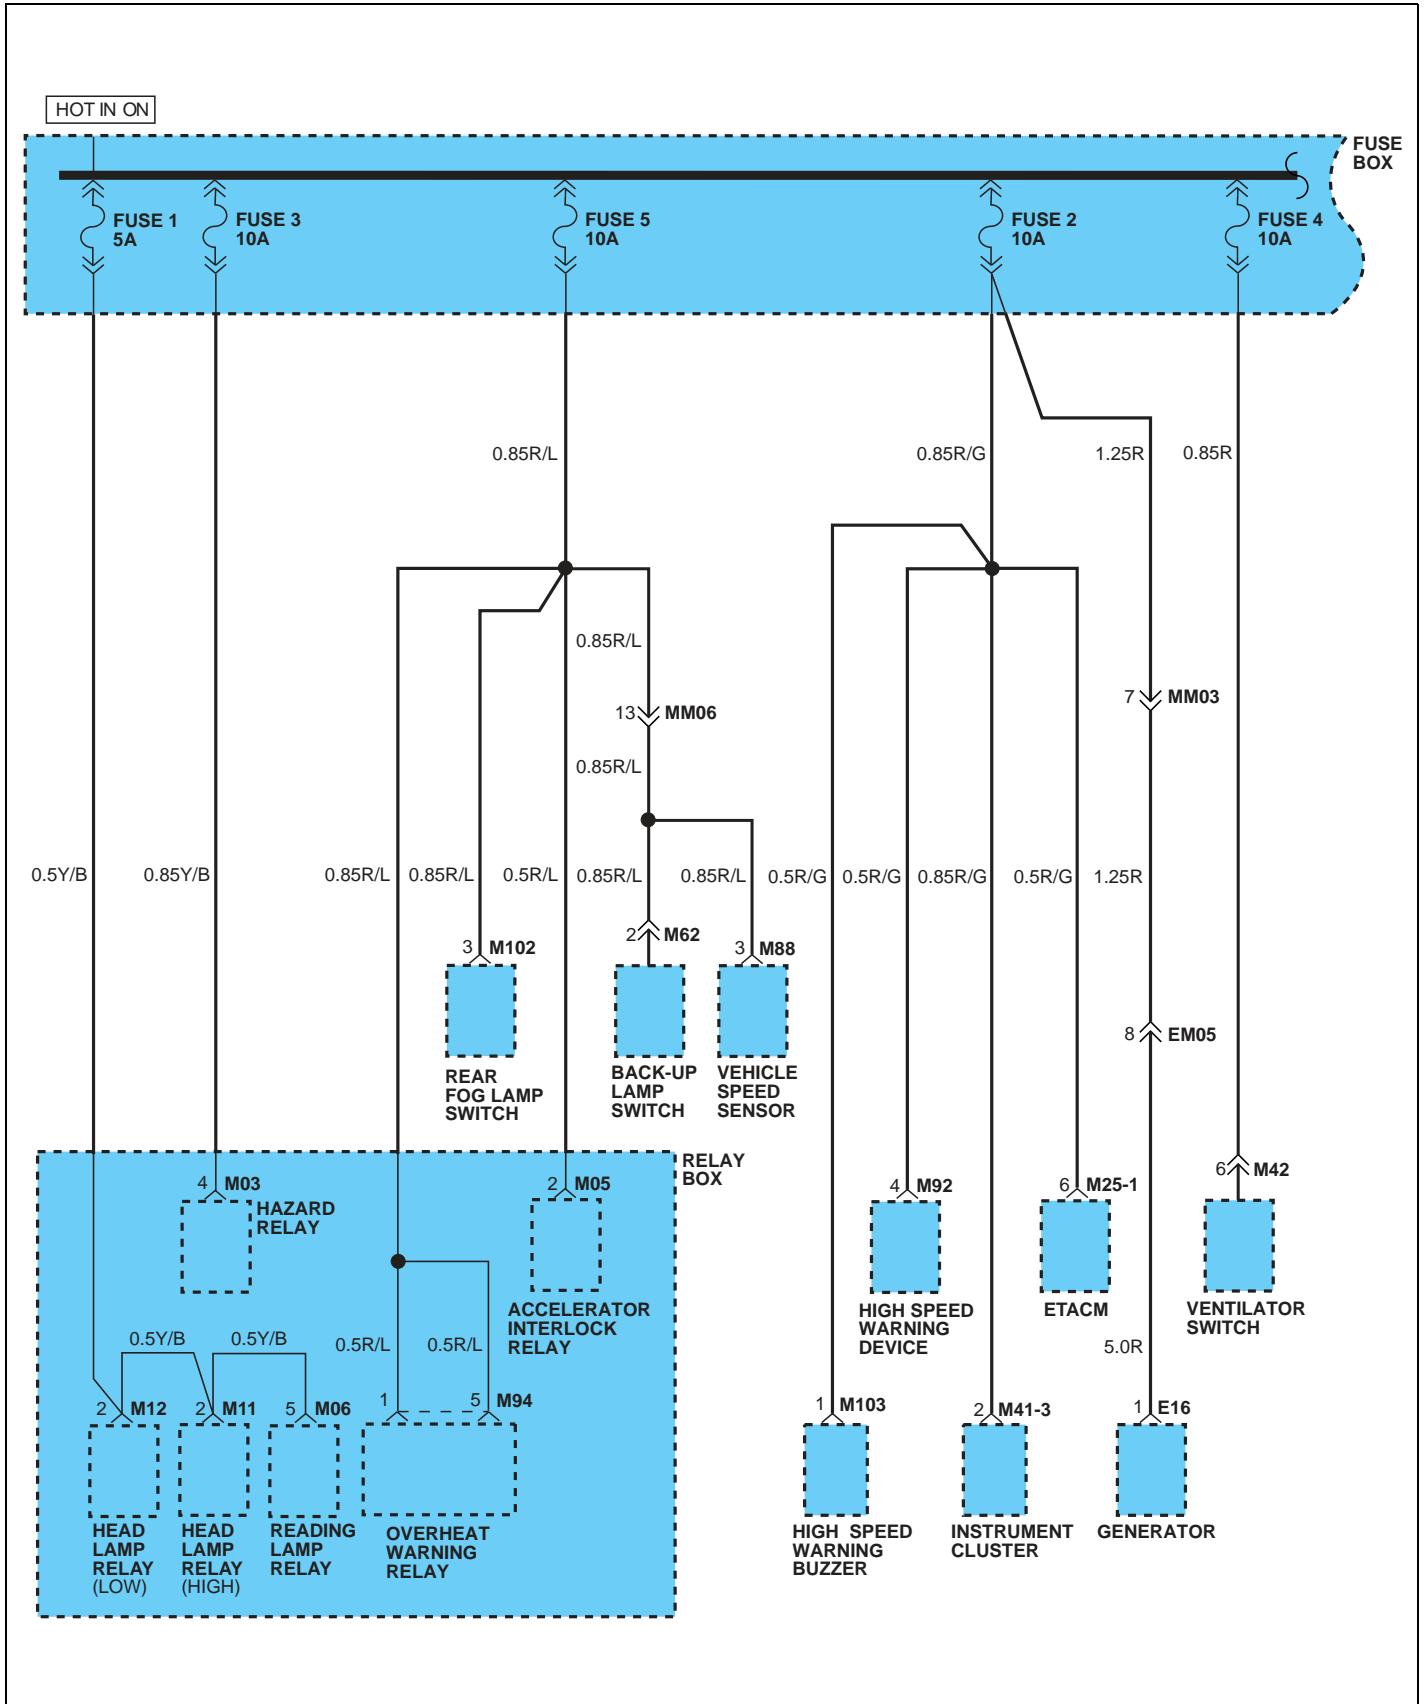 HOT IN ON
FUSE
BOX
FUSE 1
5A
FUSE 3
10A
FUSE 5
10A
FUSE 2
10A
FUSE 4
10A
0.85R/L
0.85R/G
1.25R
0.85R
0.85R/L
13
MM06
7
MM03
0.85R/L
0.5Y/B
0.85Y/B
0.85R/L
0.85R/L
0.5R/L
0.85R/L
0.85R/L
0.5R/G
0.5R/G
0.85R/G
0.5R/G
1.25R
3
M102
2
M62
3
M88
8
EM05
REAR
FOG LAMP
SWITCH
BACK-UP
LAMP
SWITCH
VEHICLE
SPEED
SENSOR
RELAY
BOX
4
M03
HAZARD
RELAY
2
M05
ACCELERATOR
INTERLOCK
RELAY
4
M92
HIGH SPEED
WARNING
DEVICE
6
M25-1
ETACM
6
M42
VENTILATOR
SWITCH
0.5Y/B
0.5Y/B
0.5R/L
0.5R/L
5.0R
2
M12
2
M11
5
M06
1
5
M94
1
M103
2
M41-3
1
E16
HEAD
LAMP
RELAY
(LOW)
HEAD
LAMP
RELAY
(HIGH)
READING
LAMP
RELAY
OVERHEAT
WARNING
RELAY
HIGH SPEED
WARNING
BUZZER
INSTRUMENT
CLUSTER
GENERATOR